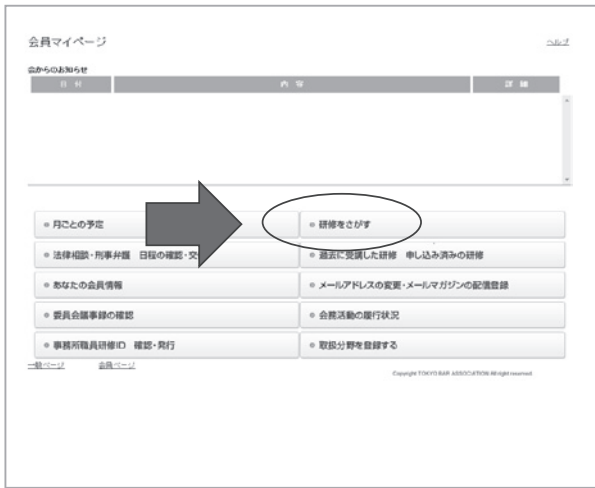 会員マイページ
ヘルプ
会からのお知らせ
日 付 内 容 詳 細
月ごとの予定
研修をさがす
法律相談・刑事弁護 日程の確認・交
過去に受講した研修 申し込み済みの研修
あなたの会員情報
メールアドレスの変更・メールマガジンの配信登録
委員会議事録の確認
会務活動の履行状況
事務所職員研修ID 確認・発行
取扱分野を登録する
一般ページ 会員ページ
Copyright TOKYO BAR ASSOCIATION All right reserved.